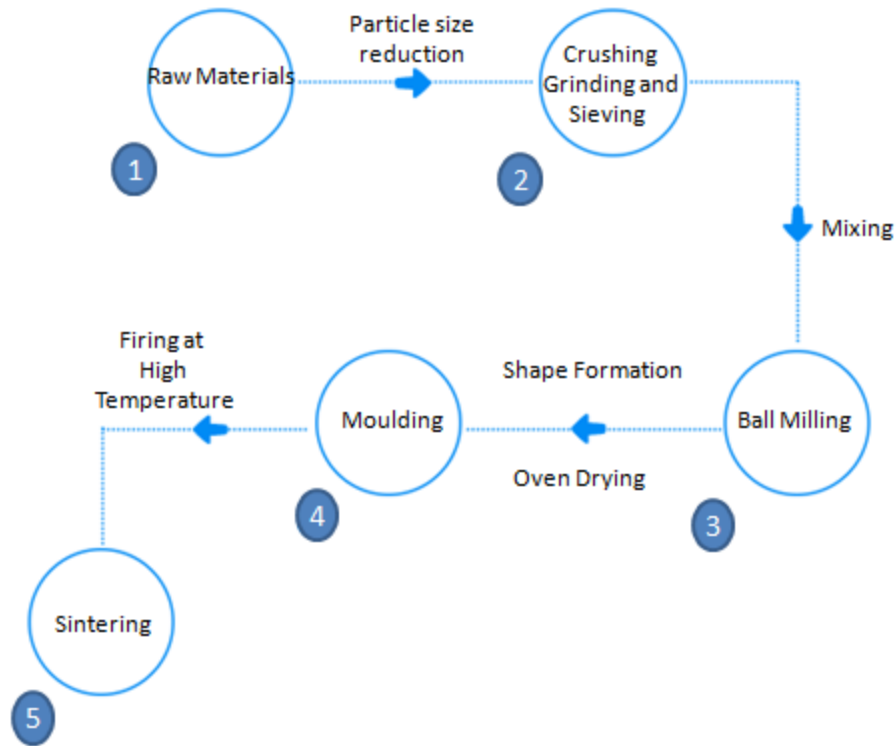 Raw Materials
1
Particle size
reduction
Crushing
Grinding and
Sieving
2
Mixing
Ball Milling
3
Shape Formation
Oven Drying
Moulding
4
Firing at
High
Temperature
Sintering
5